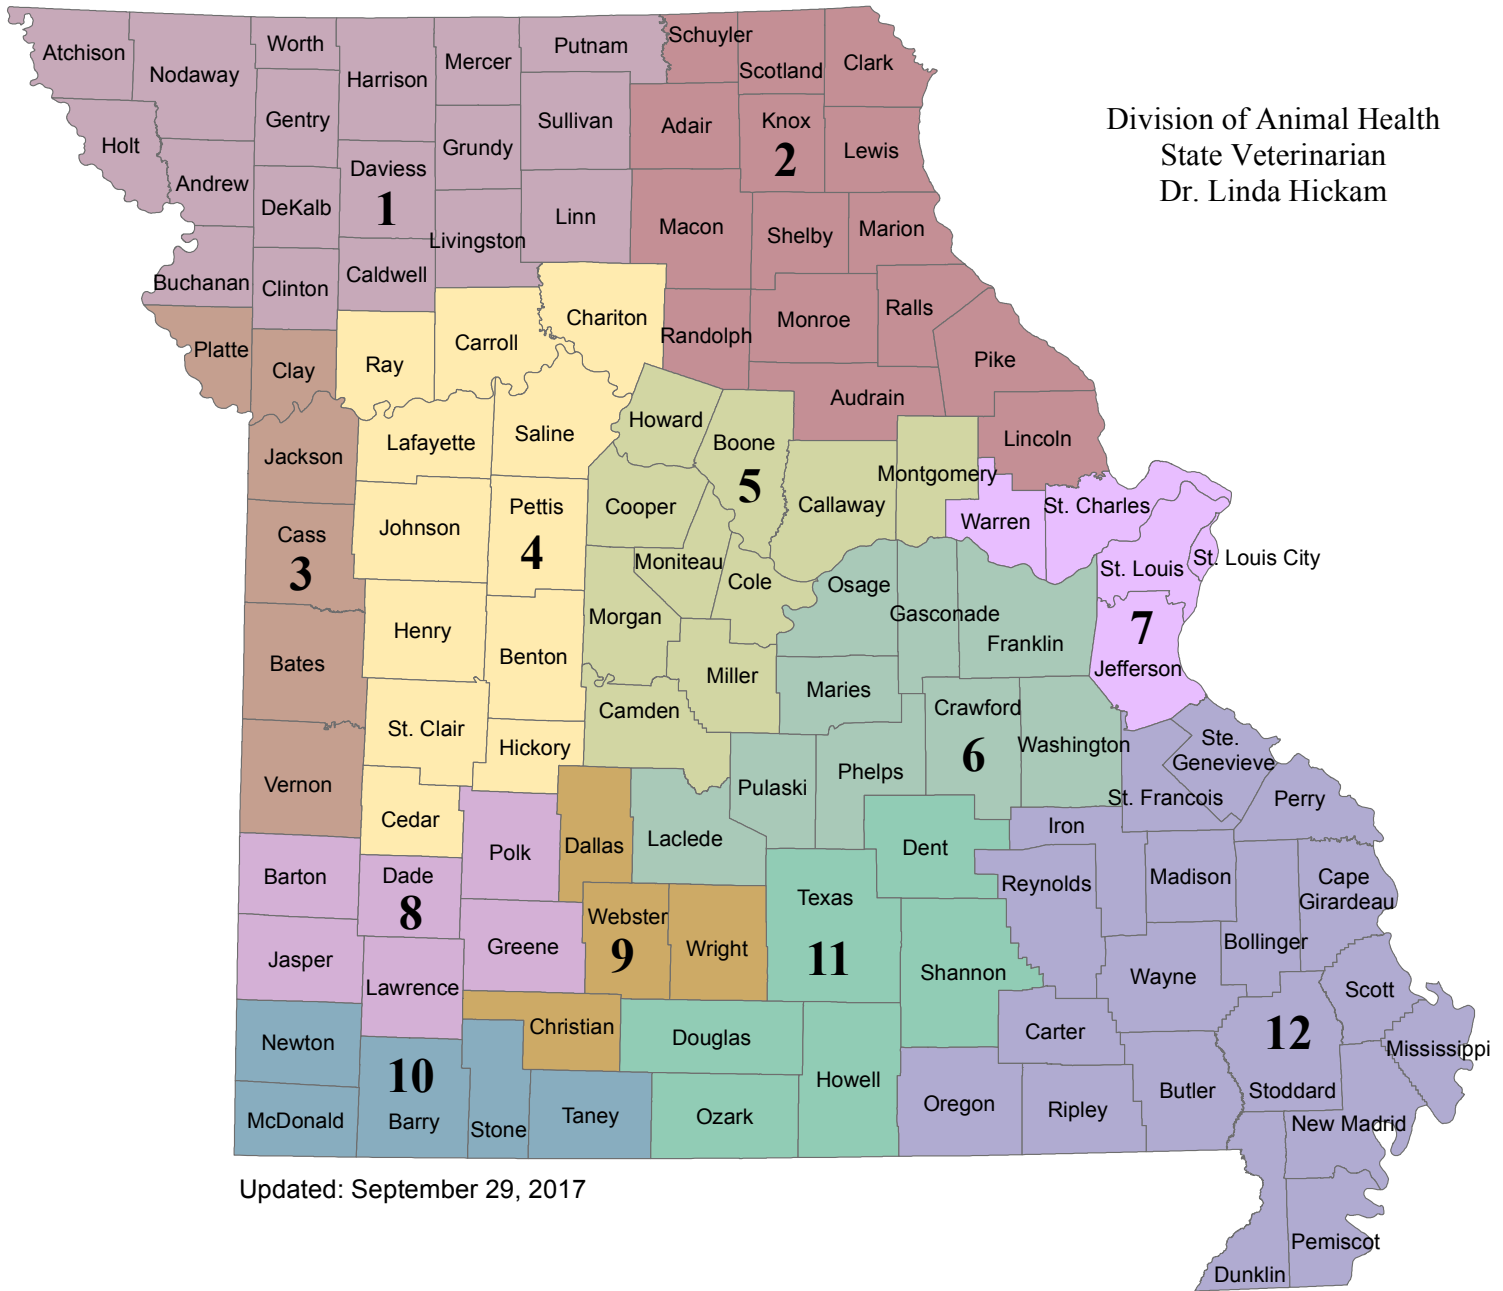 Atchison
Nodaway
Worth
Harrison
Mercer
Putnam
Schuyler
Scotland
Clark
Holt
Gentry
Grundy
Sullivan
Adair
Knox
2
Lewis
Division of Animal Health
State Veterinarian
Dr. Linda Hickam
Andrew
DeKalb
Daviess
1
Livingston
Linn
Macon
Shelby
Marion
Buchanan
Clinton
Caldwell
Chariton
Randolph
Monroe
Ralls
Platte
Clay
Ray
Carroll
Pike
Audrain
Jackson
Lafayette
Saline
Howard
Boone
5
Lincoln
Montgomery
Callaway
Cass
3
Johnson
Pettis
4
Cooper
Warren
St. Charles
Moniteau
Cole
Osage
Gasconade
Franklin
St. Louis
St. Louis City
Bates
Henry
Benton
Morgan
Miller
Maries
7
Jefferson
St. Clair
Hickory
Camden
Crawford
6
Washington
Ste.
Genevieve
Vernon
Cedar
Pulaski
Phelps
St. Francois
Perry
Polk
Dallas
Laclede
Dent
Iron
Barton
Dade
8
Texas
11
Reynolds
Madison
Cape
Girardeau
Jasper
Lawrence
Greene
Webster
9
Wright
Shannon
Wayne
Bollinger
Scott
Newton
Christian
Douglas
Howell
Carter
12
Stoddard
Mississippi
McDonald
10
Barry
Stone
Taney
Ozark
Oregon
Ripley
Butler
New Madrid
Updated: September 29, 2017
Pemiscot
Dunklin